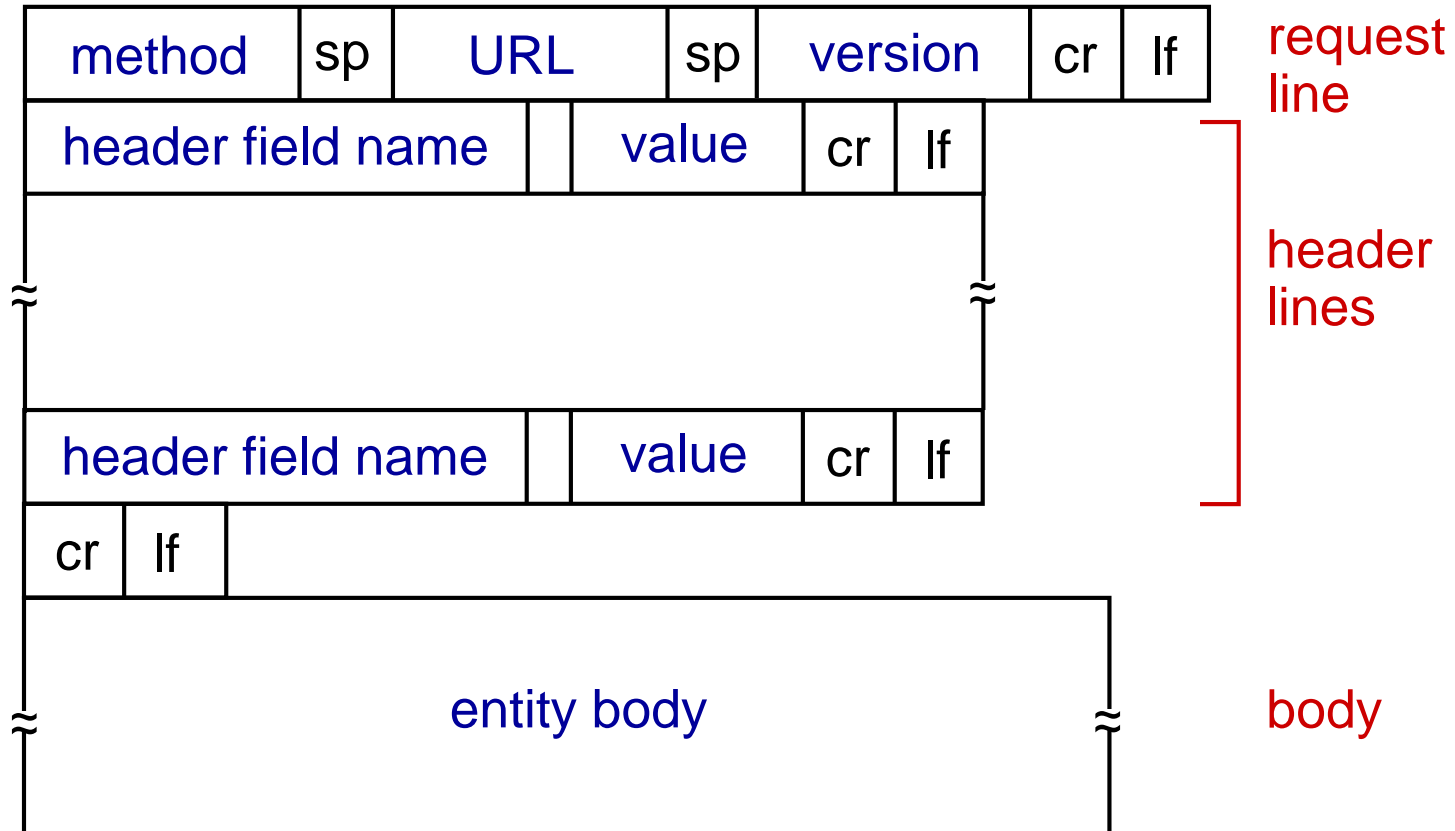 method sp URL sp version cr lf request
line
header field name value cr lf
header
lines
header field name value cr lf
cr lf
entity body body